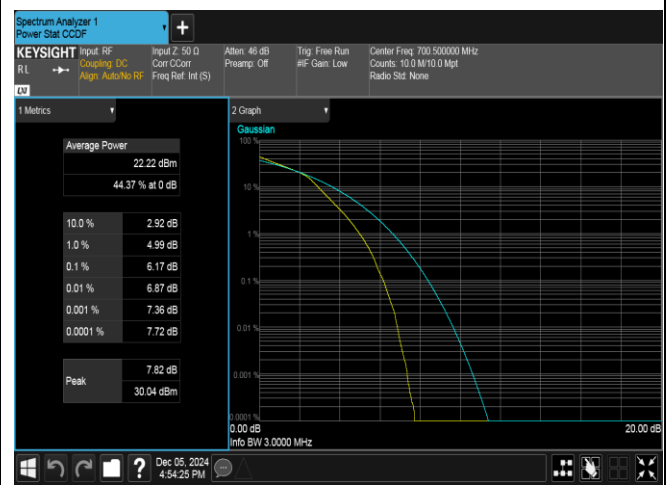 Spectrum Analyzer 1
Power Stat CCDF
+
KEYSIGHT
RL
LXI
Input: RF
Coupling: DC
Align: Auto/No RF
Input Z: 50 Ω
Corr CCorr
Freq Ref: Int (S)
Atten: 46 dB
Preamp: Off
Trig: Free Run
#IF Gain: Low
Center Freq: 700.500000 MHz
Counts: 10.0 M/10.0 Mpt
Radio Std: None
1 Metrics
Average Power
22.22 dBm
44.37 % at 0 dB
10.0 % 2.92 dB
1.0 % 4.99 dB
0.1 % 6.17 dB
0.01 % 6.87 dB
0.001 % 7.36 dB
0.0001 % 7.72 dB
Peak
7.82 dB
30.04 dBm
2 Graph
Gaussian
100 %
10 %
1 %
0.1 %
0.01 %
0.001 %
0.0001 %
0.00 dB 20.00 dB
Info BW 3.0000 MHz
?
Dec 05, 2024
4:54:25 PM